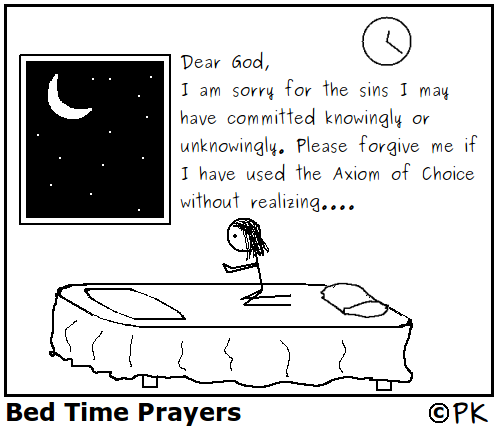 Dear God,
I am sorry for the sins I may
have committed knowingly or
unknowingly. Please forgive me if
I have used the Axiom of Choice
without realizing....
Bed Time Prayers
©PK